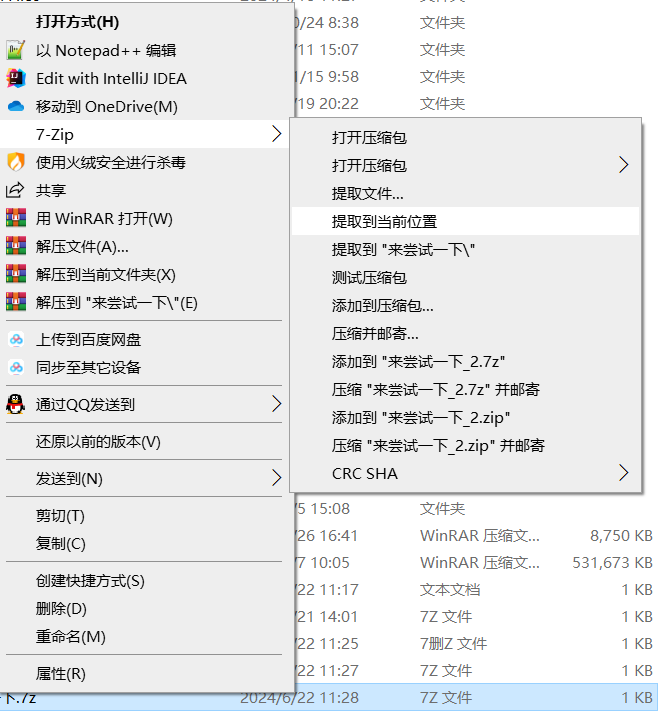 打开方式(H)
以 Notepad++ 编辑
Edit with IntelliJ IDEA
移动到 OneDrive(M)
7-Zip
使用火绒安全进行杀毒
共享
用 WinRAR 打开(W)
解压文件(A)...
解压到当前文件夹(X)
解压到 "来尝试一下\"(E)
上传到百度网盘
同步至其它设备
通过QQ发送到
还原以前的版本(V)
发送到(N)
剪切(T)
复制(C)
创建快捷方式(S)
删除(D)
重命名(M)
属性(R)
打开压缩包
打开压缩包
提取文件...
提取到当前位置
提取到 "来尝试一下\"
测试压缩包
添加到压缩包...
压缩并邮寄...
添加到 "来尝试一下_2.7z"
压缩 "来尝试一下_2.7z" 并邮寄
添加到 "来尝试一下_2.zip"
压缩 "来尝试一下_2.zip" 并邮寄
CRC SHA
0/24 8:38 文件夹
/11 15:07 文件夹
1/15 9:58 文件夹
/19 20:22 文件夹
/5 15:08 文件夹
/26 16:41 WinRAR 压缩文... 8,750 KB
/7 10:05 WinRAR 压缩文... 531,673 KB
/22 11:17 文本文档 1 KB
/21 14:01 7Z 文件 1 KB
/22 11:25 7删Z 文件 1 KB
/22 11:27 7Z 文件 1 KB
下.7z 2024/6/22 11:28 7Z 文件 1 KB